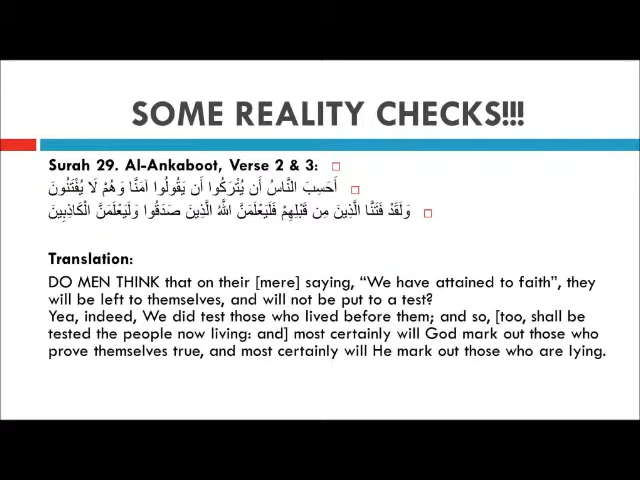 SOME REALITY CHECKS!!!
Surah 29. Al-Ankaboot, Verse 2 & 3:
أَحَسِبَ النَّاسُ أَن يُتْرَكُوا أَن يَقُولُوا آمَنَّا وَهُمْ لَا يُفْتَنُونَ
وَلَقَدْ فَتَنَّا الَّذِينَ مِن قَبْلِهِمْ فَلَيَعْلَمَنَّ اللَّهُ الَّذِينَ صَدَقُوا وَلَيَعْلَمَنَّ الْكَاذِبِينَ
Translation:
DO MEN THINK that on their [mere] saying, “We have attained to faith”, they
will be left to themselves, and will not be put to a test?
Yea, indeed, We did test those who lived before them; and so, [too, shall be
tested the people now living: and] most certainly will God mark out those who
prove themselves true, and most certainly will He mark out those who are lying.